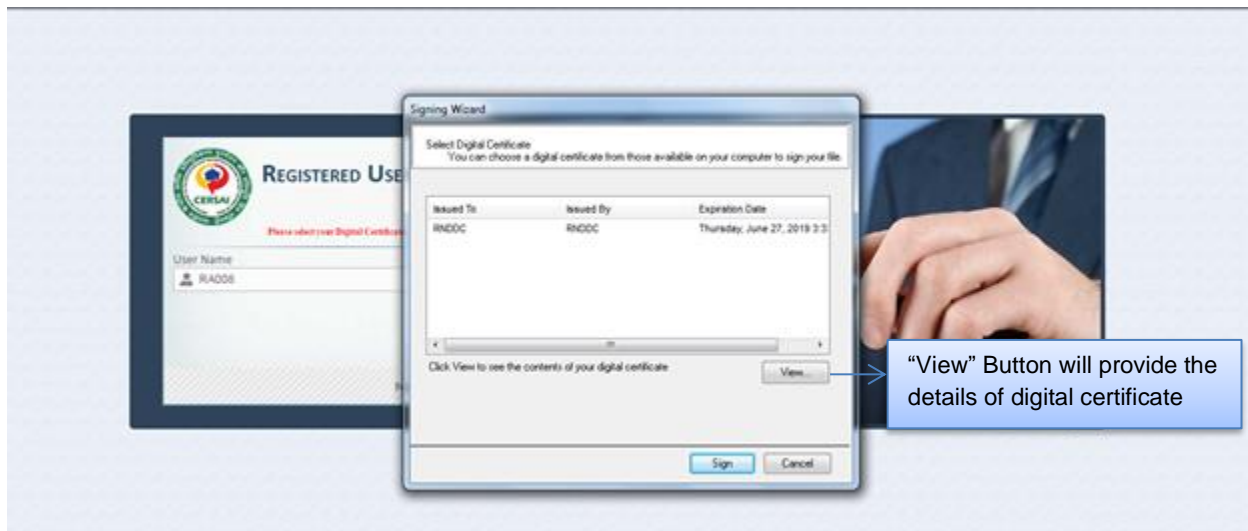 Signing Wizard
Select Digital Certificate
You can choose a digital certificate from those available on your computer to sign your file.
REGISTERED USE
CERSAI
Please select your Digital Certificate
Issued To Issued By Expiration Date
RNDDC RNDDC Thursday, June 27, 2019 3:3
User Name
RA008
Click View to see the contents of your digital certificate
View...
“View” Button will provide the
details of digital certificate
Sign Cancel